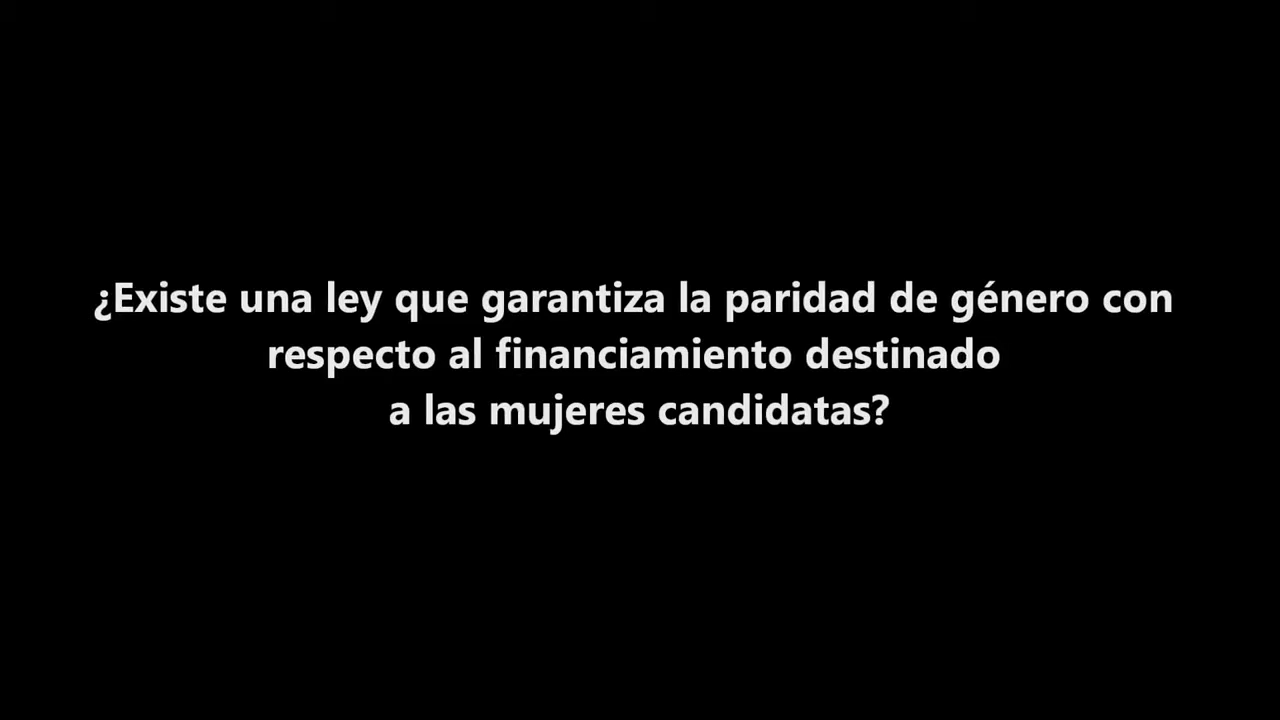 ¿Existe una ley que garantiza la paridad de género con
respecto al financiamiento destinado
a las mujeres candidatas?